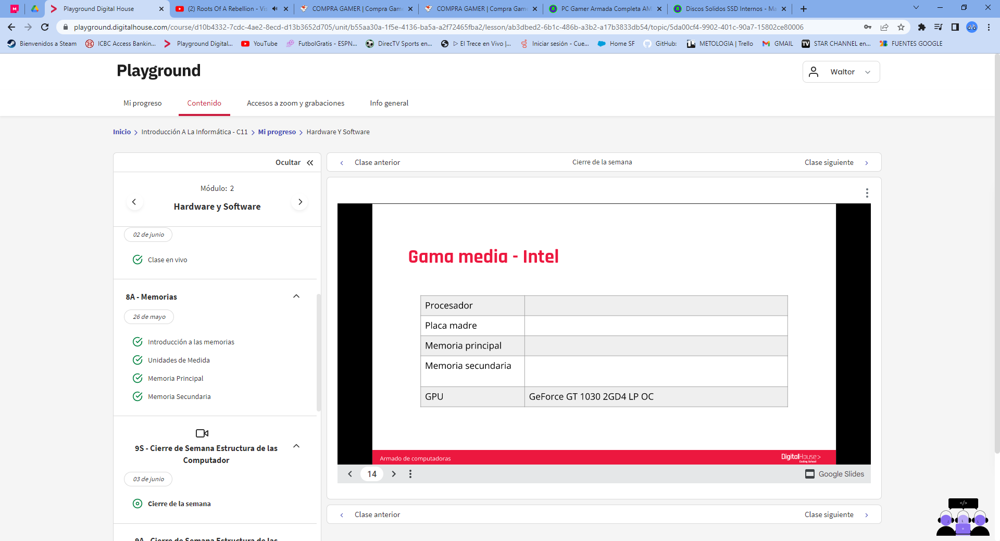 Playground Digital House
(2) Roots Of A Rebellion - Vis
COMPRA GAMER | Compra Game
COMPRA GAMER | Compra Game
PC Gamer Armada Completa AM
Discos Solidos SSD Internos - Ma
playground.digitalhouse.com/course/d10b4332-7cdc-4ae2-8ecd-d13b3652d705/unit/b55aa30a-1f5e-4136-ba5a-a2f72465fba2/lesson/ab3dbed2-6b1c-486b-a3b2-a17b3833db54/topic/5da00cf4-9902-401c-90a7-15802ce80006
Bienvenidos a Steam
ICBC Access Bankin...
Playground Digital...
YouTube
FutbolGratis - ESPN...
DirecTV Sports en...
▷ El Trece en Vivo |...
Iniciar sesión - Cue...
Home SF
GitHub:
METOLOGIA | Trello
GMAIL
STAR CHANNEL en...
FUENTES GOOGLE
Playground
Walter
Mi progreso
Contenido
Accesos a zoom y grabaciones
Info general
Inicio > Introducción A La Informática - C11 > Mi progreso > Hardware Y Software
Ocultar
Módulo: 2
Hardware y Software
02 de junio
Clase en vivo
8A - Memorias
26 de mayo
Introducción a las memorias
Unidades de Medida
Memoria Principal
Memoria Secundaria
9S - Cierre de Semana Estructura de las
Computador
03 de junio
Cierre de la semana
9A - Cierre de Semana Estructura de las
Clase anterior
Cierre de la semana
Clase siguiente
Gama media - Intel
Procesador
Placa madre
Memoria principal
Memoria secundaria
GPU
GeForce GT 1030 2GD4 LP OC
Armado de computadoras
DigitalHouse>
Coding School
14
Google Slides
Clase anterior
Clase siguiente